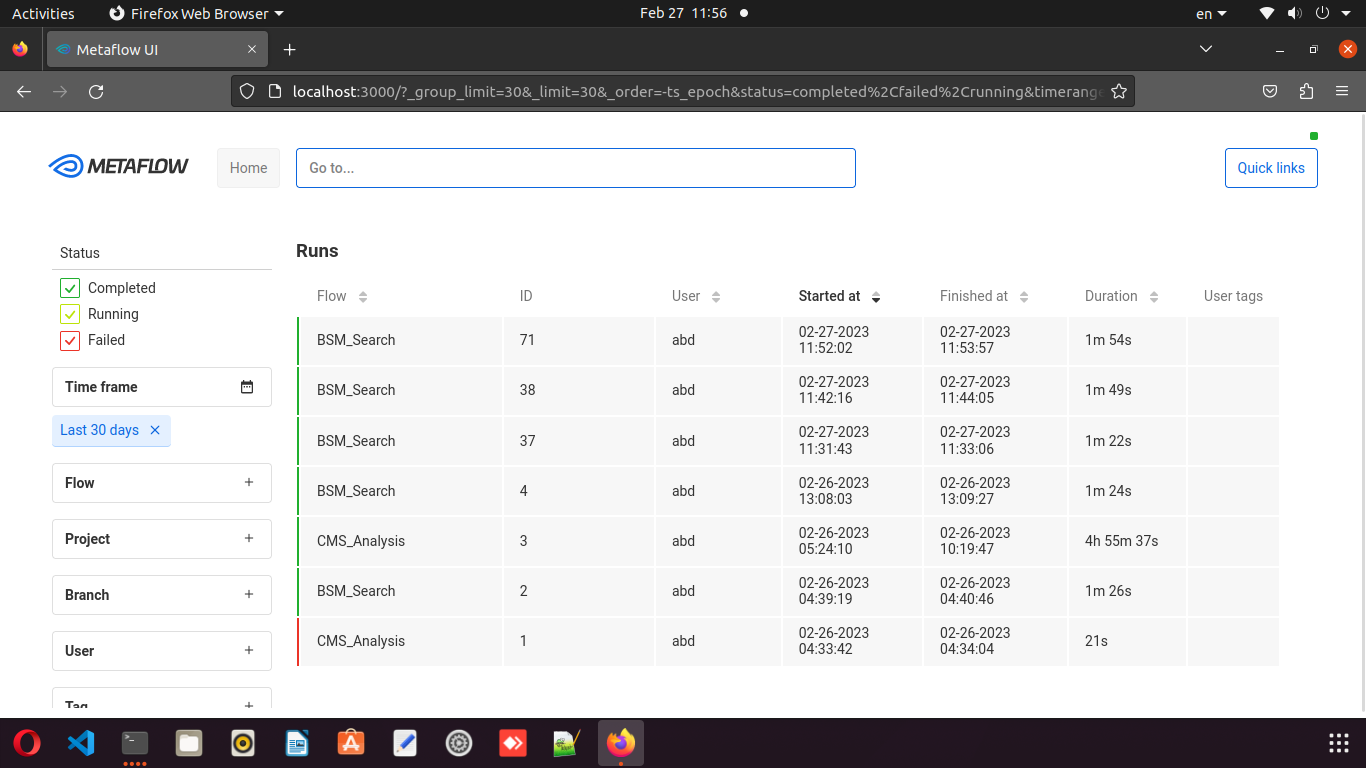 Activities Firefox Web Browser Feb 27 11:56 en
Metaflow UI
localhost:3000/?_group_limit=30&_limit=30&_order=-ts_epoch&status=completed%2Cfailed%2Crunning&timerange
METAFLOW Home Go to... Quick links
Status
Completed
Running
Failed
Time frame
Last 30 days
Flow
Project
Branch
User
Tag
Runs
Flow ID User Started at Finished at Duration User tags
BSM_Search 71 abd 02-27-2023 11:52:02 02-27-2023 11:53:57 1m 54s
BSM_Search 38 abd 02-27-2023 11:42:16 02-27-2023 11:44:05 1m 49s
BSM_Search 37 abd 02-27-2023 11:31:43 02-27-2023 11:33:06 1m 22s
BSM_Search 4 abd 02-26-2023 13:08:03 02-26-2023 13:09:27 1m 24s
CMS_Analysis 3 abd 02-26-2023 05:24:10 02-26-2023 10:19:47 4h 55m 37s
BSM_Search 2 abd 02-26-2023 04:39:19 02-26-2023 04:40:46 1m 26s
CMS_Analysis 1 abd 02-26-2023 04:33:42 02-26-2023 04:34:04 21s